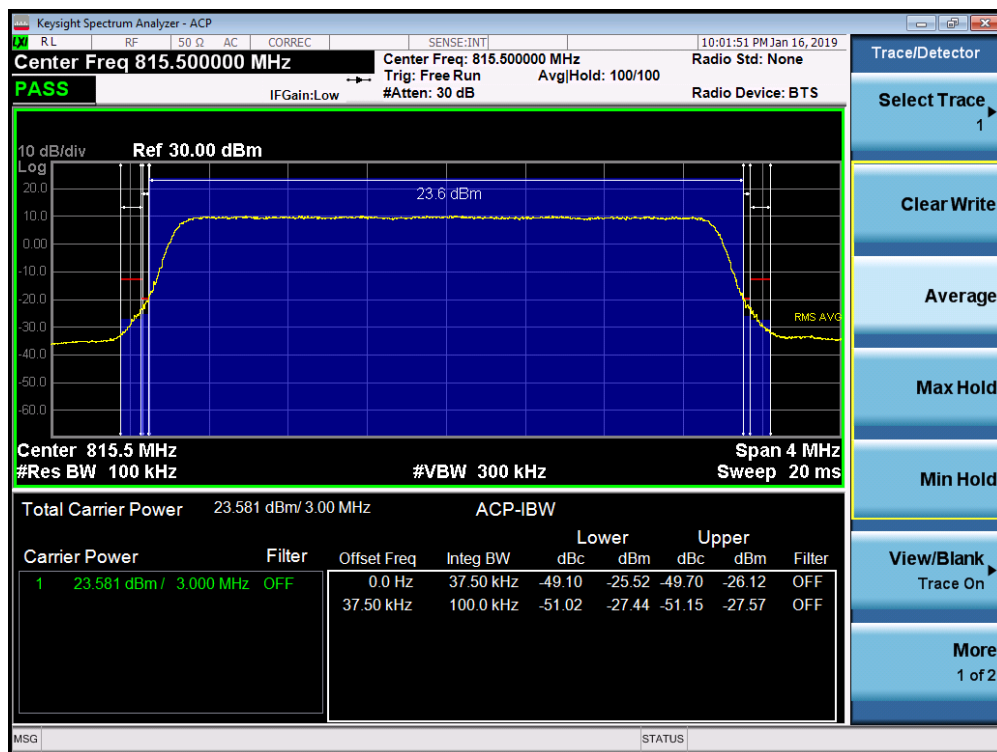 Keysight Spectrum Analyzer - ACP
LXI RL RF 50 Ω AC CORREC SENSE:INT 10:01:51 PM Jan 16, 2019
Center Freq 815.500000 MHz Center Freq: 815.500000 MHz Radio Std: None
Trig: Free Run Avg|Hold: 100/100
PASS IFGain:Low #Atten: 30 dB Radio Device: BTS
10 dB/div Ref 30.00 dBm
Log
20.0
23.6 dBm
10.0
0.00
-10.0
-20.0
-30.0
RMS AVG
-40.0
-50.0
-60.0
Center 815.5 MHz Span 4 MHz
#Res BW 100 kHz #VBW 300 kHz Sweep 20 ms
Total Carrier Power 23.581 dBm/ 3.00 MHz ACP-IBW
Lower Upper
Carrier Power Filter Offset Freq Integ BW dBc dBm dBc dBm Filter
1 23.581 dBm / 3.000 MHz OFF 0.0 Hz 37.50 kHz -49.10 -25.52 -49.70 -26.12 OFF
37.50 kHz 100.0 kHz -51.02 -27.44 -51.15 -27.57 OFF
MSG STATUS
Trace/Detector
Select Trace
1
Clear Write
Average
Max Hold
Min Hold
View/Blank
Trace On
More
1 of 2